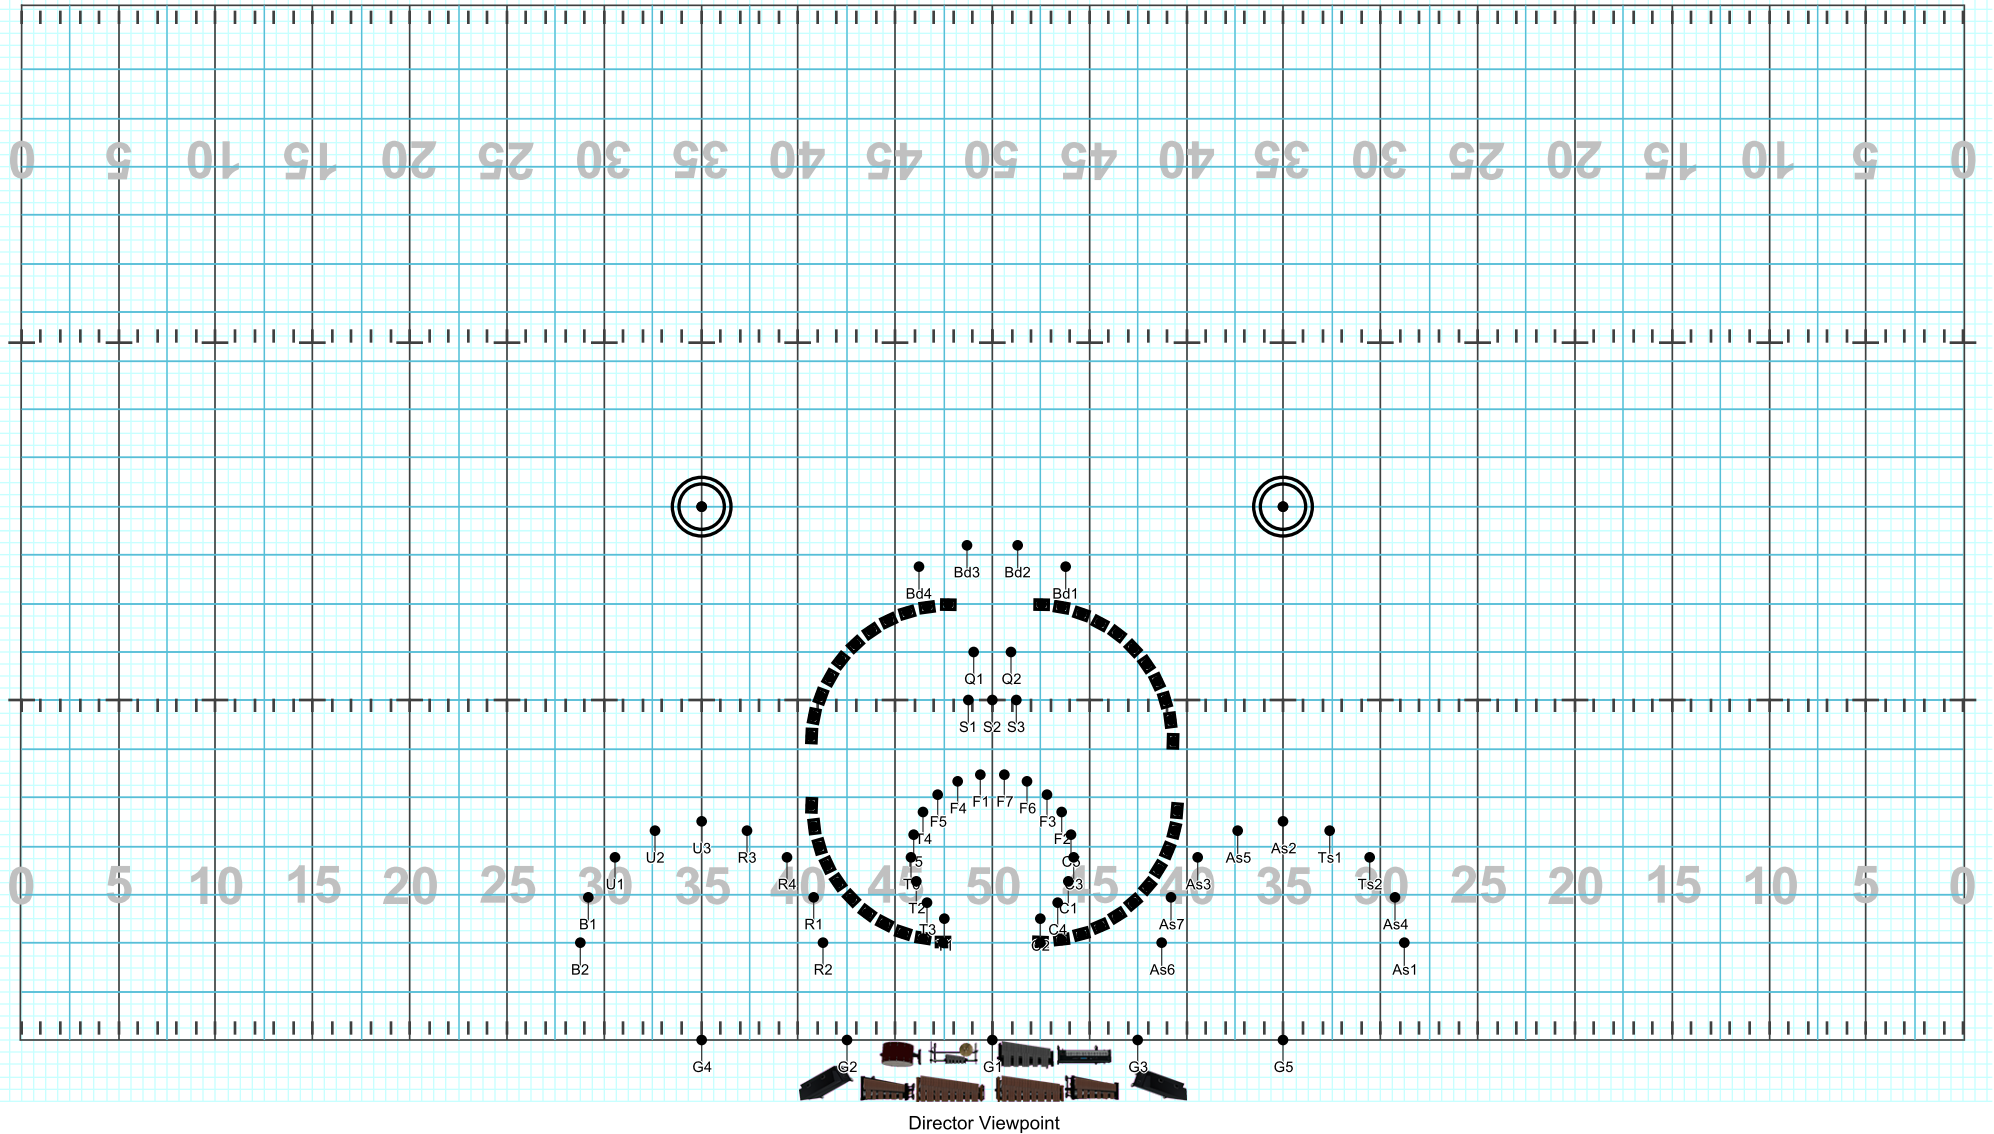 0 5 10 15 20 25 30 35 40 45 50 45 40 35 30 25 20 15 10 5 0
Bd3 Bd2
Bd4 Bd1
Q1 Q2
S1 S2 S3
F1 F7
F4 F6
F5 F3
T4 F2
U3 As2
U2 R3 As5 Ts1
C3
U1 R4 As3 Ts2
0 5 10 15 20 25 30 35 40 45 50 45 40 35 30 25 20 15 10 5 0
T2 C1
B1 R1 T3 C4 As7 As4
C2
B2 R2 As6 As1
G4 G2 G1 G3 G5
Director Viewpoint